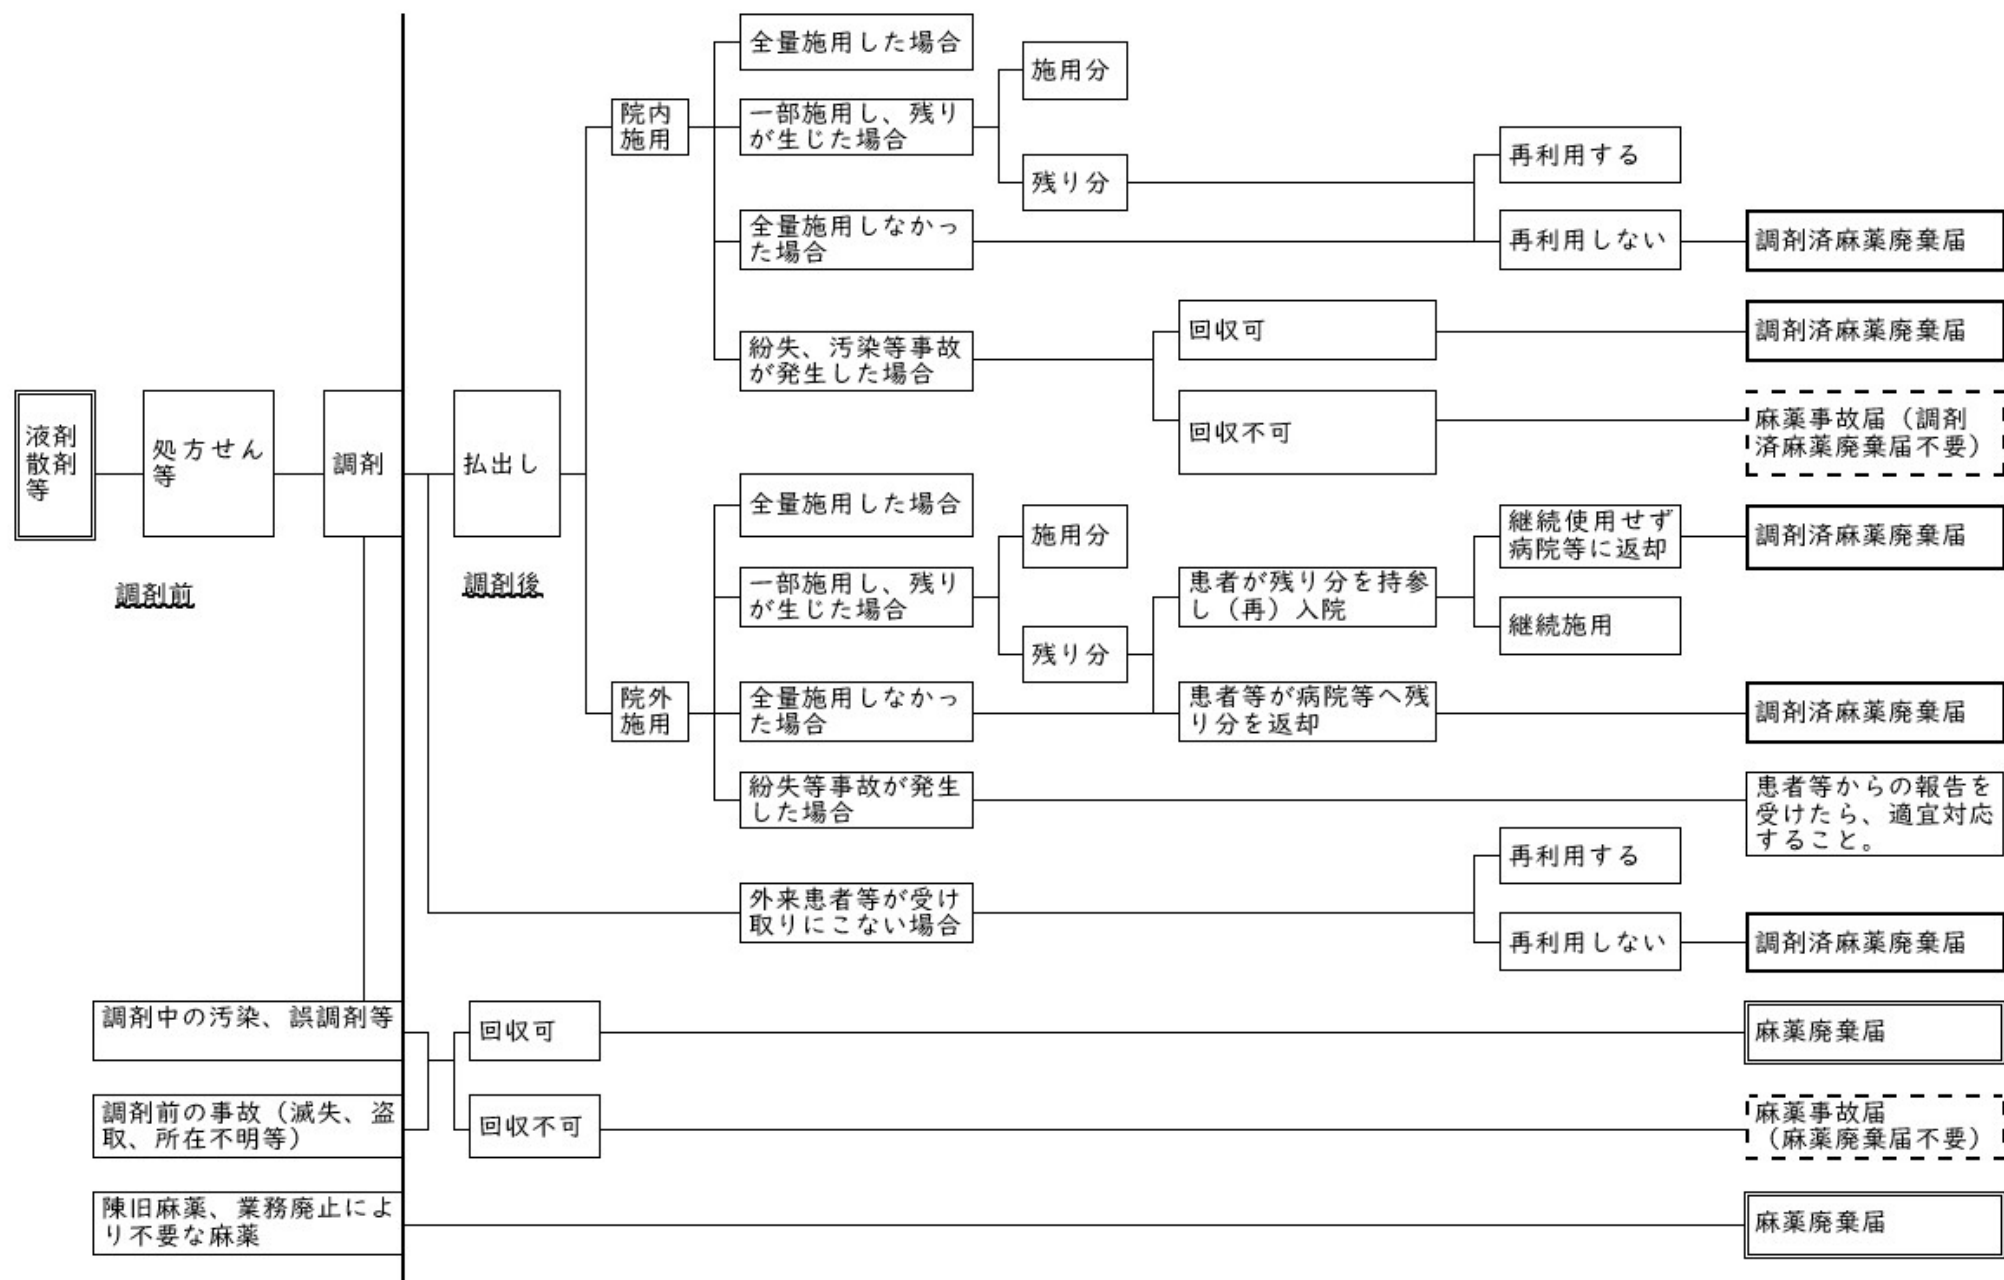 全量施用した場合
施用分
院内
施用
一部施用し、残り
が生じた場合
再利用する
残り分
全量施用しなかっ
た場合
再利用しない
調剤済麻薬廃棄届
回収可
調剤済麻薬廃棄届
紛失、汚染等事故
が発生した場合
回収不可
麻薬事故届（調剤
済麻薬廃棄届不要）
液剤
散剤
等
処方せん
等
調剤
払出し
調剤前
調剤後
全量施用した場合
施用分
継続使用せず
病院等に返却
調剤済麻薬廃棄届
一部施用し、残り
が生じた場合
患者が残り分を持参
し（再）入院
継続施用
残り分
院外
施用
全量施用しなかっ
た場合
患者等が病院等へ残
り分を返却
調剤済麻薬廃棄届
紛失等事故が発生
した場合
患者等からの報告を
受けたら、適宜対応
すること。
再利用する
外来患者等が受け
取りにこない場合
再利用しない
調剤済麻薬廃棄届
調剤中の汚染、誤調剤等
回収可
麻薬廃棄届
調剤前の事故（滅失、盗
取、所在不明等）
回収不可
麻薬事故届
（麻薬廃棄届不要）
陳旧麻薬、業務廃止によ
り不要な麻薬
麻薬廃棄届